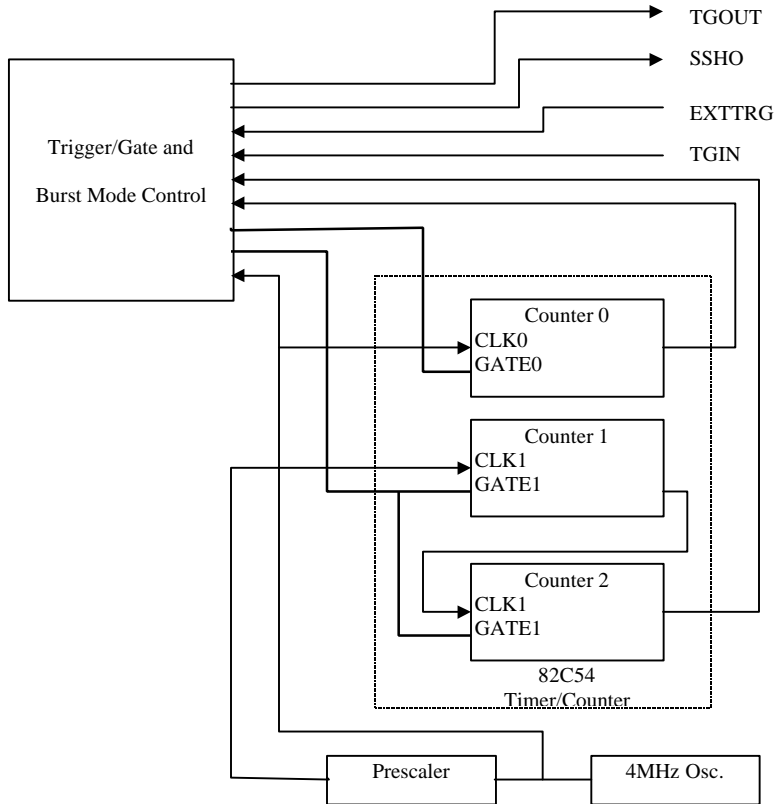 TGOUT
SSHO
EXTTRG
TGIN
Trigger/Gate and
Burst Mode Control
Counter 0
CLK0
GATE0
Counter 1
CLK1
GATE1
Counter 2
CLK1
GATE1
82C54
Timer/Counter
Prescaler
4MHz Osc.